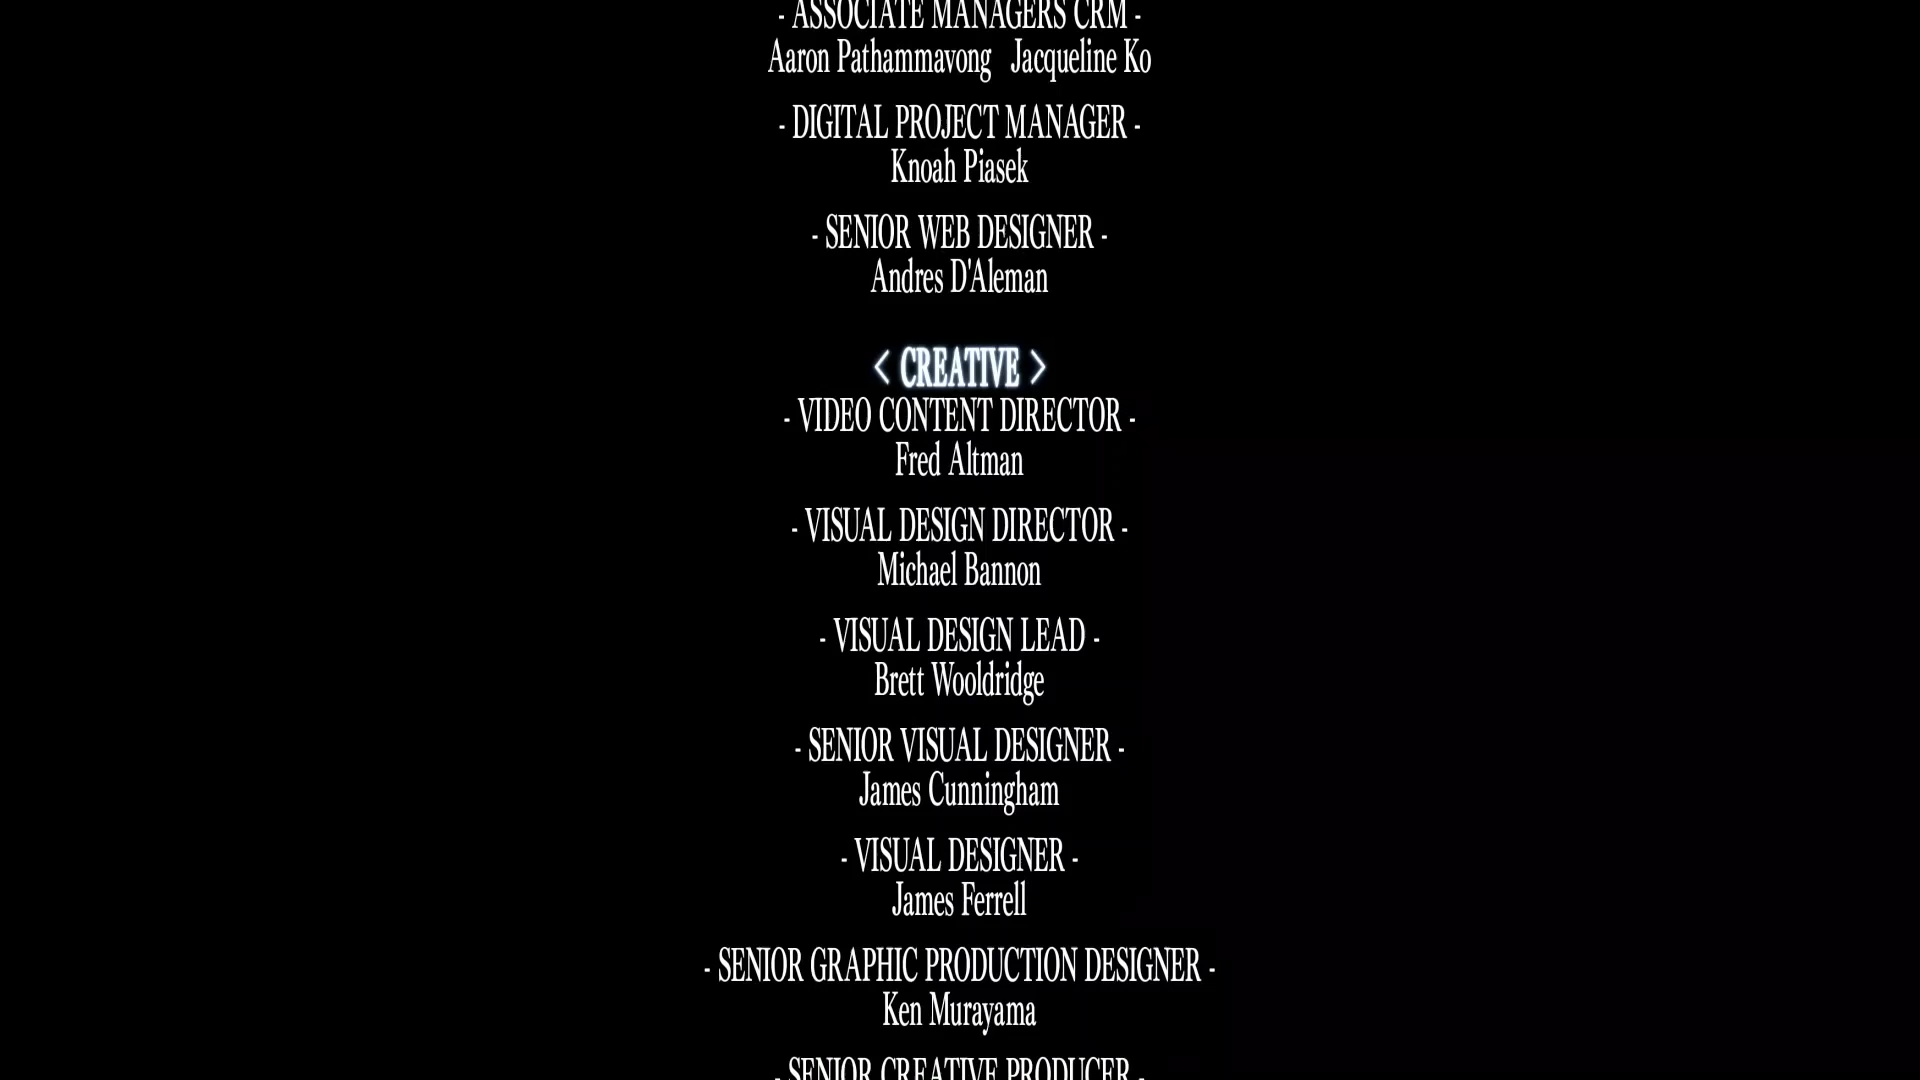 - ASSOCIATE MANAGERS CRM -
Aaron Pathammavong   Jacqueline Ko
- DIGITAL PROJECT MANAGER -
Knoah Piasek
- SENIOR WEB DESIGNER -
Andres D'Aleman
< CREATIVE >
- VIDEO CONTENT DIRECTOR -
Fred Altman
- VISUAL DESIGN DIRECTOR -
Michael Bannon
- VISUAL DESIGN LEAD -
Brett Wooldridge
- SENIOR VISUAL DESIGNER -
James Cunningham
- VISUAL DESIGNER -
James Ferrell
- SENIOR GRAPHIC PRODUCTION DESIGNER -
Ken Murayama
- SENIOR CREATIVE PRODUCER -